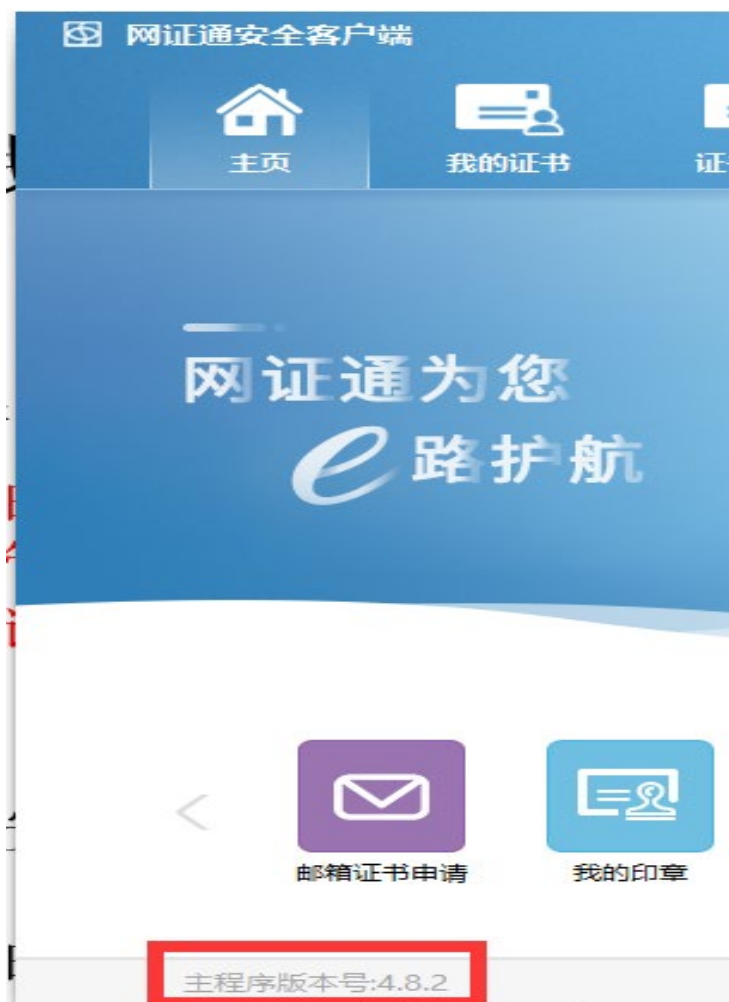 网证通安全客户端
主页 我的证书
网证通为您
e路护航
邮箱证书申请 我的印章
主程序版本号:4.8.2